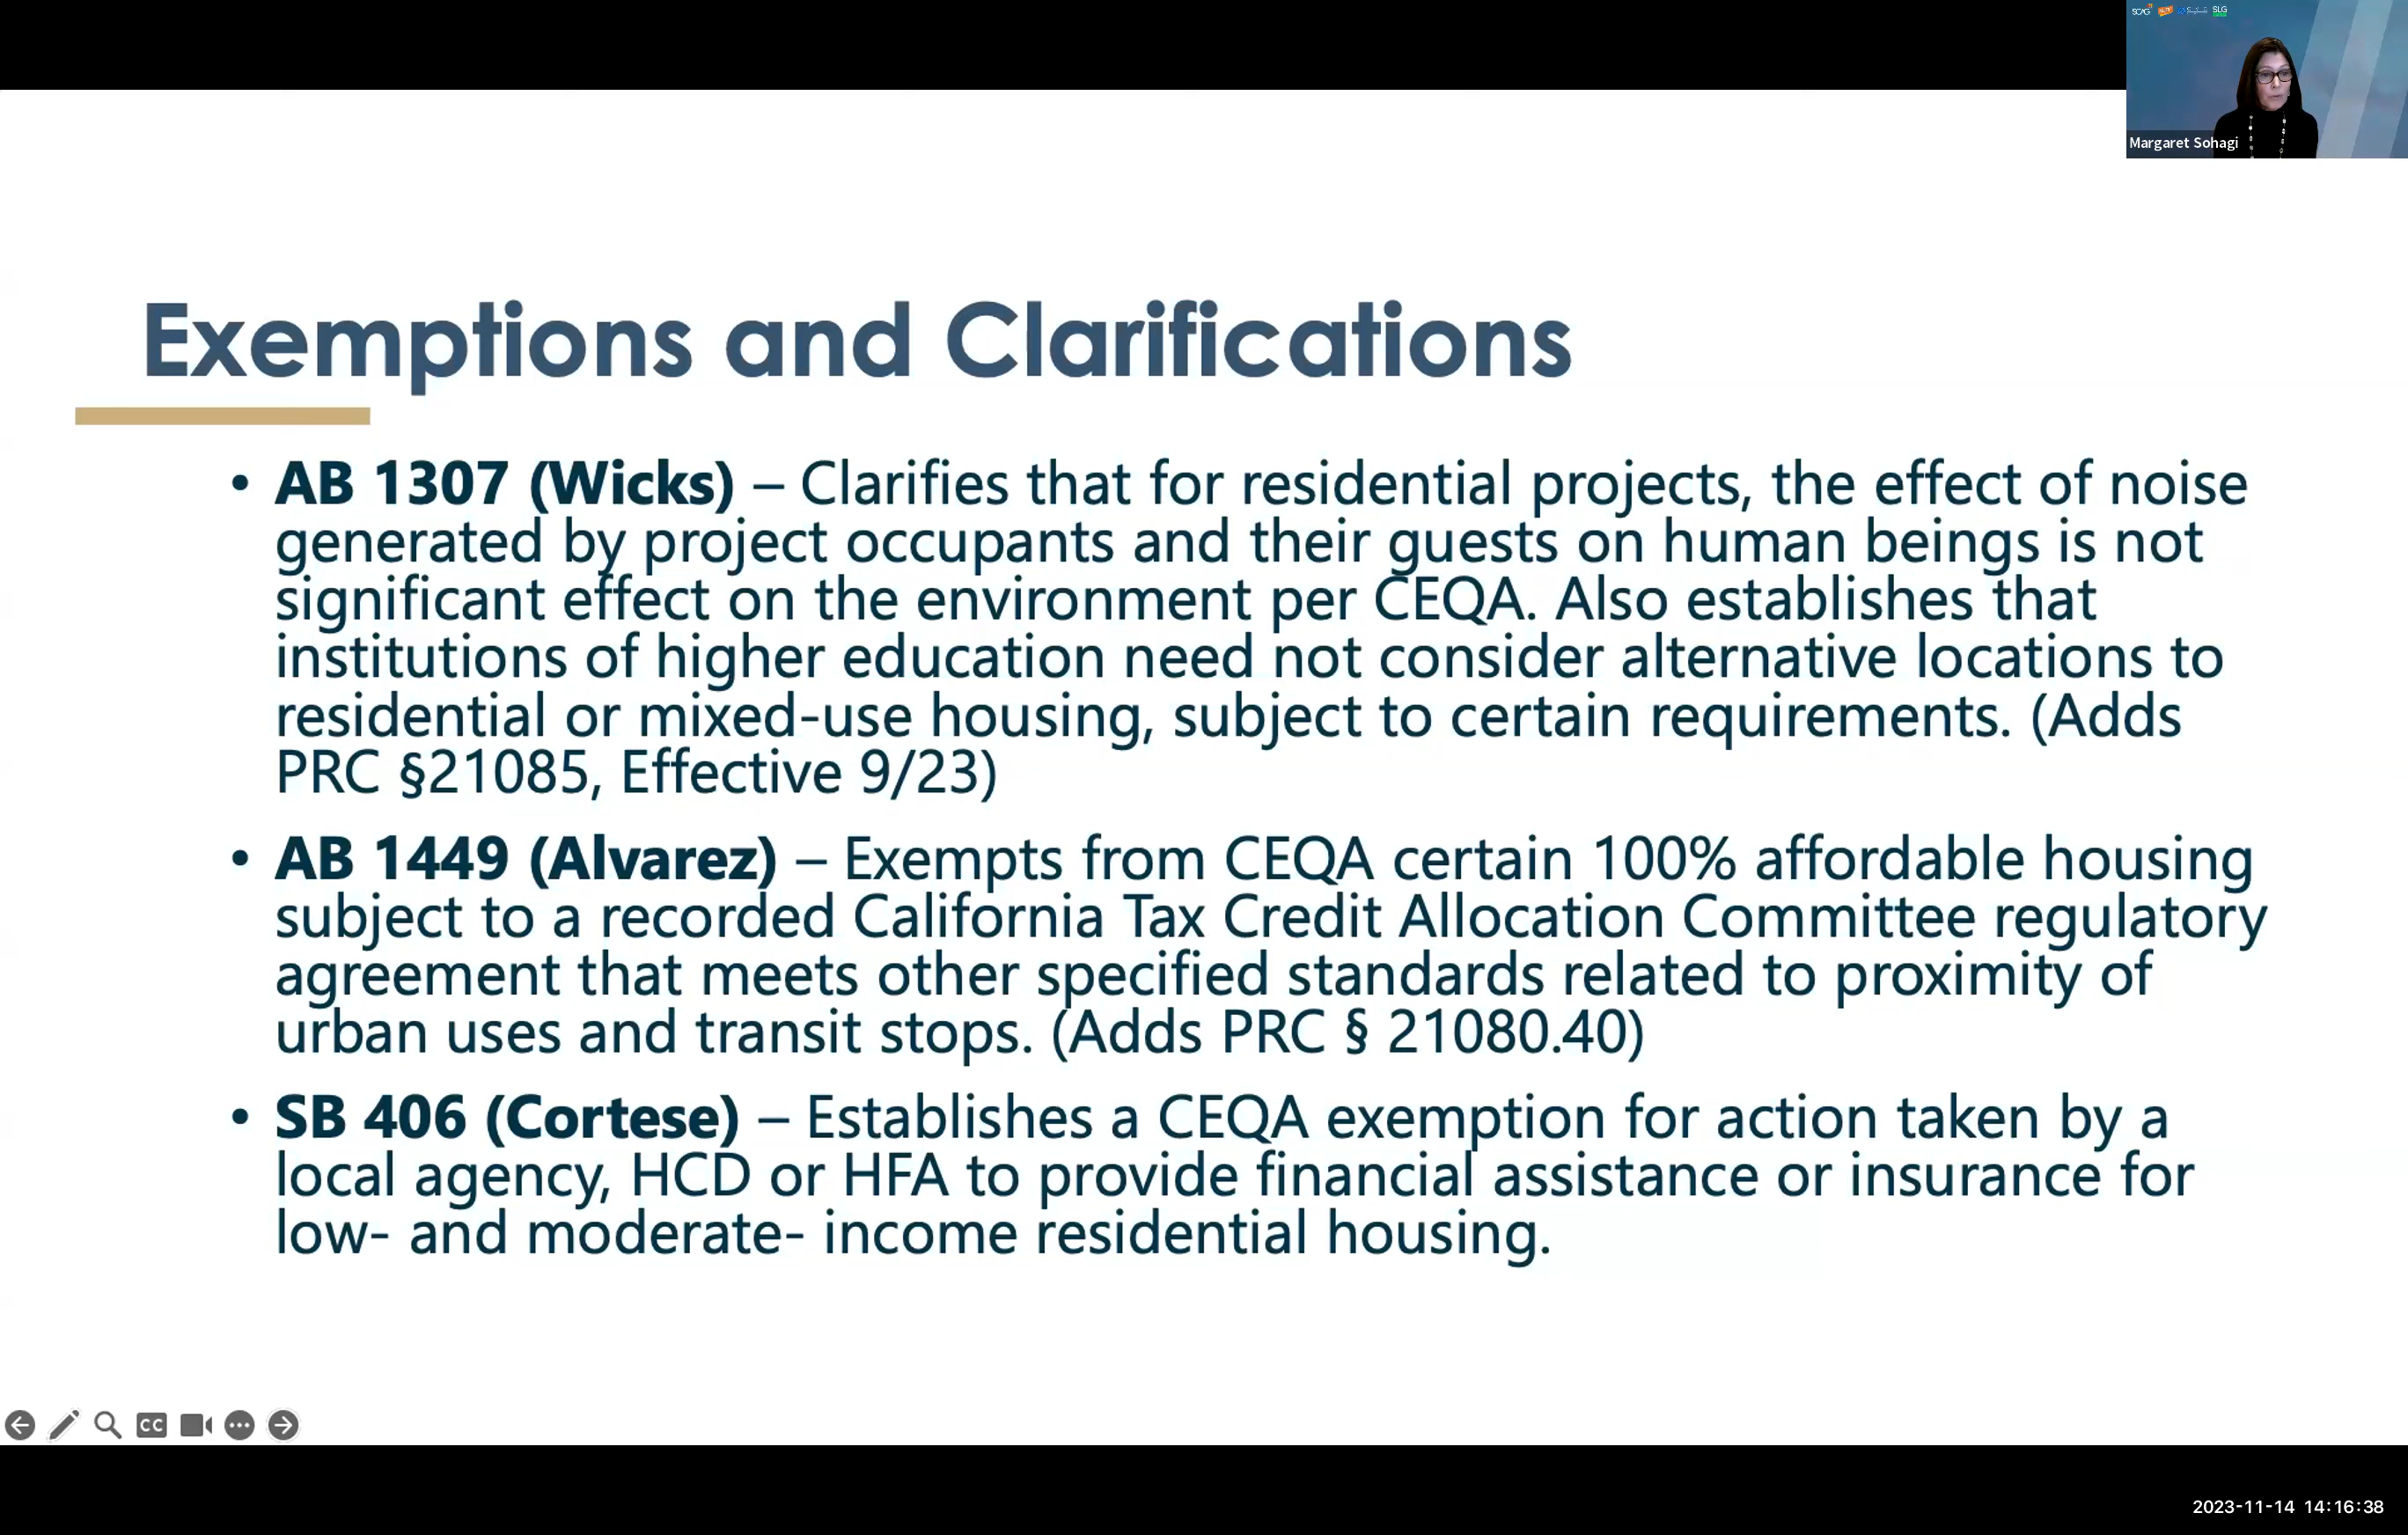 SCAG
SLG
Margaret Sohagi
Exemptions and Clarifications
• AB 1307 (Wicks) – Clarifies that for residential projects, the effect of noise
generated by project occupants and their guests on human beings is not
significant effect on the environment per CEQA. Also establishes that
institutions of higher education need not consider alternative locations to
residential or mixed-use housing, subject to certain requirements. (Adds
PRC §21085, Effective 9/23)
• AB 1449 (Alvarez) – Exempts from CEQA certain 100% affordable housing
subject to a recorded California Tax Credit Allocation Committee regulatory
agreement that meets other specified standards related to proximity of
urban uses and transit stops. (Adds PRC § 21080.40)
• SB 406 (Cortese) – Establishes a CEQA exemption for action taken by a
local agency, HCD or HFA to provide financial assistance or insurance for
low- and moderate- income residential housing.
CC
2023-11-14 14:16:38